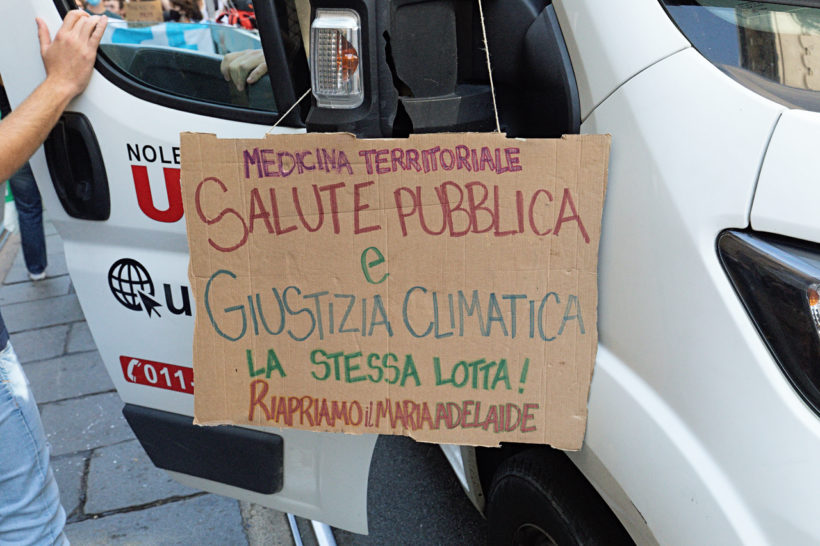 MEDICINA TERRITORIALE
SALUTE PUBBLICA
e
GIUSTIZIA CLIMATICA
LA STESSA LOTTA!
RIAPRIAMO il MARIA ADELAIDE
NOLE
011.